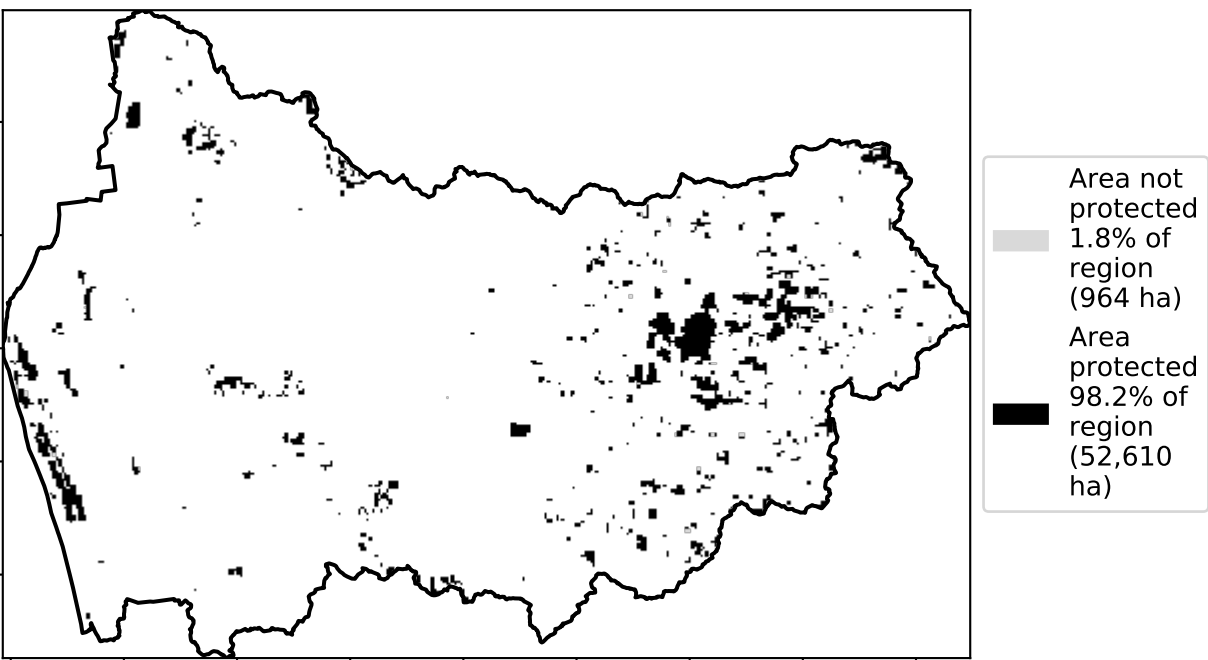 Area not
protected
1.8% of
region
(964 ha)
Area
protected
98.2% of
region
(52,610
ha)